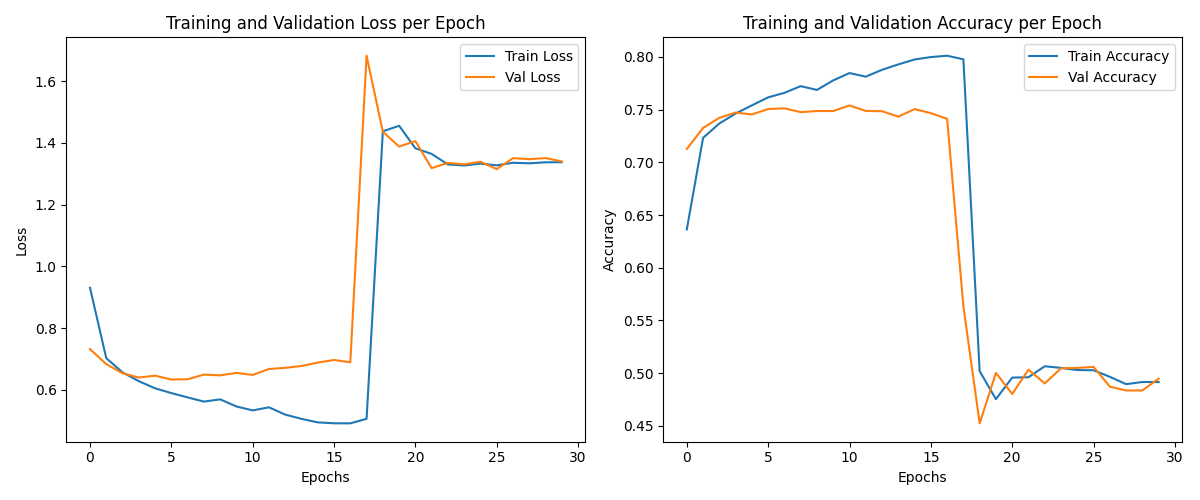 Training and Validation Loss per Epoch
Train Loss
Val Loss
1.6
1.4
1.2
1.0
0.8
0.6
Loss
0 5 10 15 20 25 30
Epochs
Training and Validation Accuracy per Epoch
Train Accuracy
Val Accuracy
0.80
0.75
0.70
0.65
0.60
0.55
0.50
0.45
Accuracy
0 5 10 15 20 25 30
Epochs